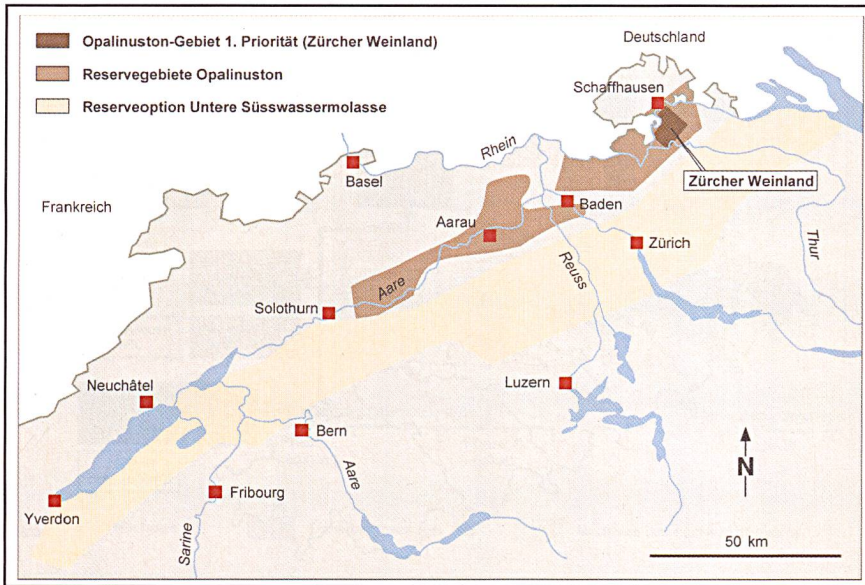 Opalinuston-Gebiet 1. Priorität (Zürcher Weinland)
Reservegebiete Opalinuston
Reserveoption Untere Süsswassermolasse
Deutschland
Schaffhausen
Rhein
Basel
Zürcher Weinland
Frankreich
Baden
Aarau
Zürich
Thur
Reuss
Aare
Solothurn
Neuchâtel
Luzern
Bern
Aare
N
Fribourg
Yverdon
Sarine
50 km